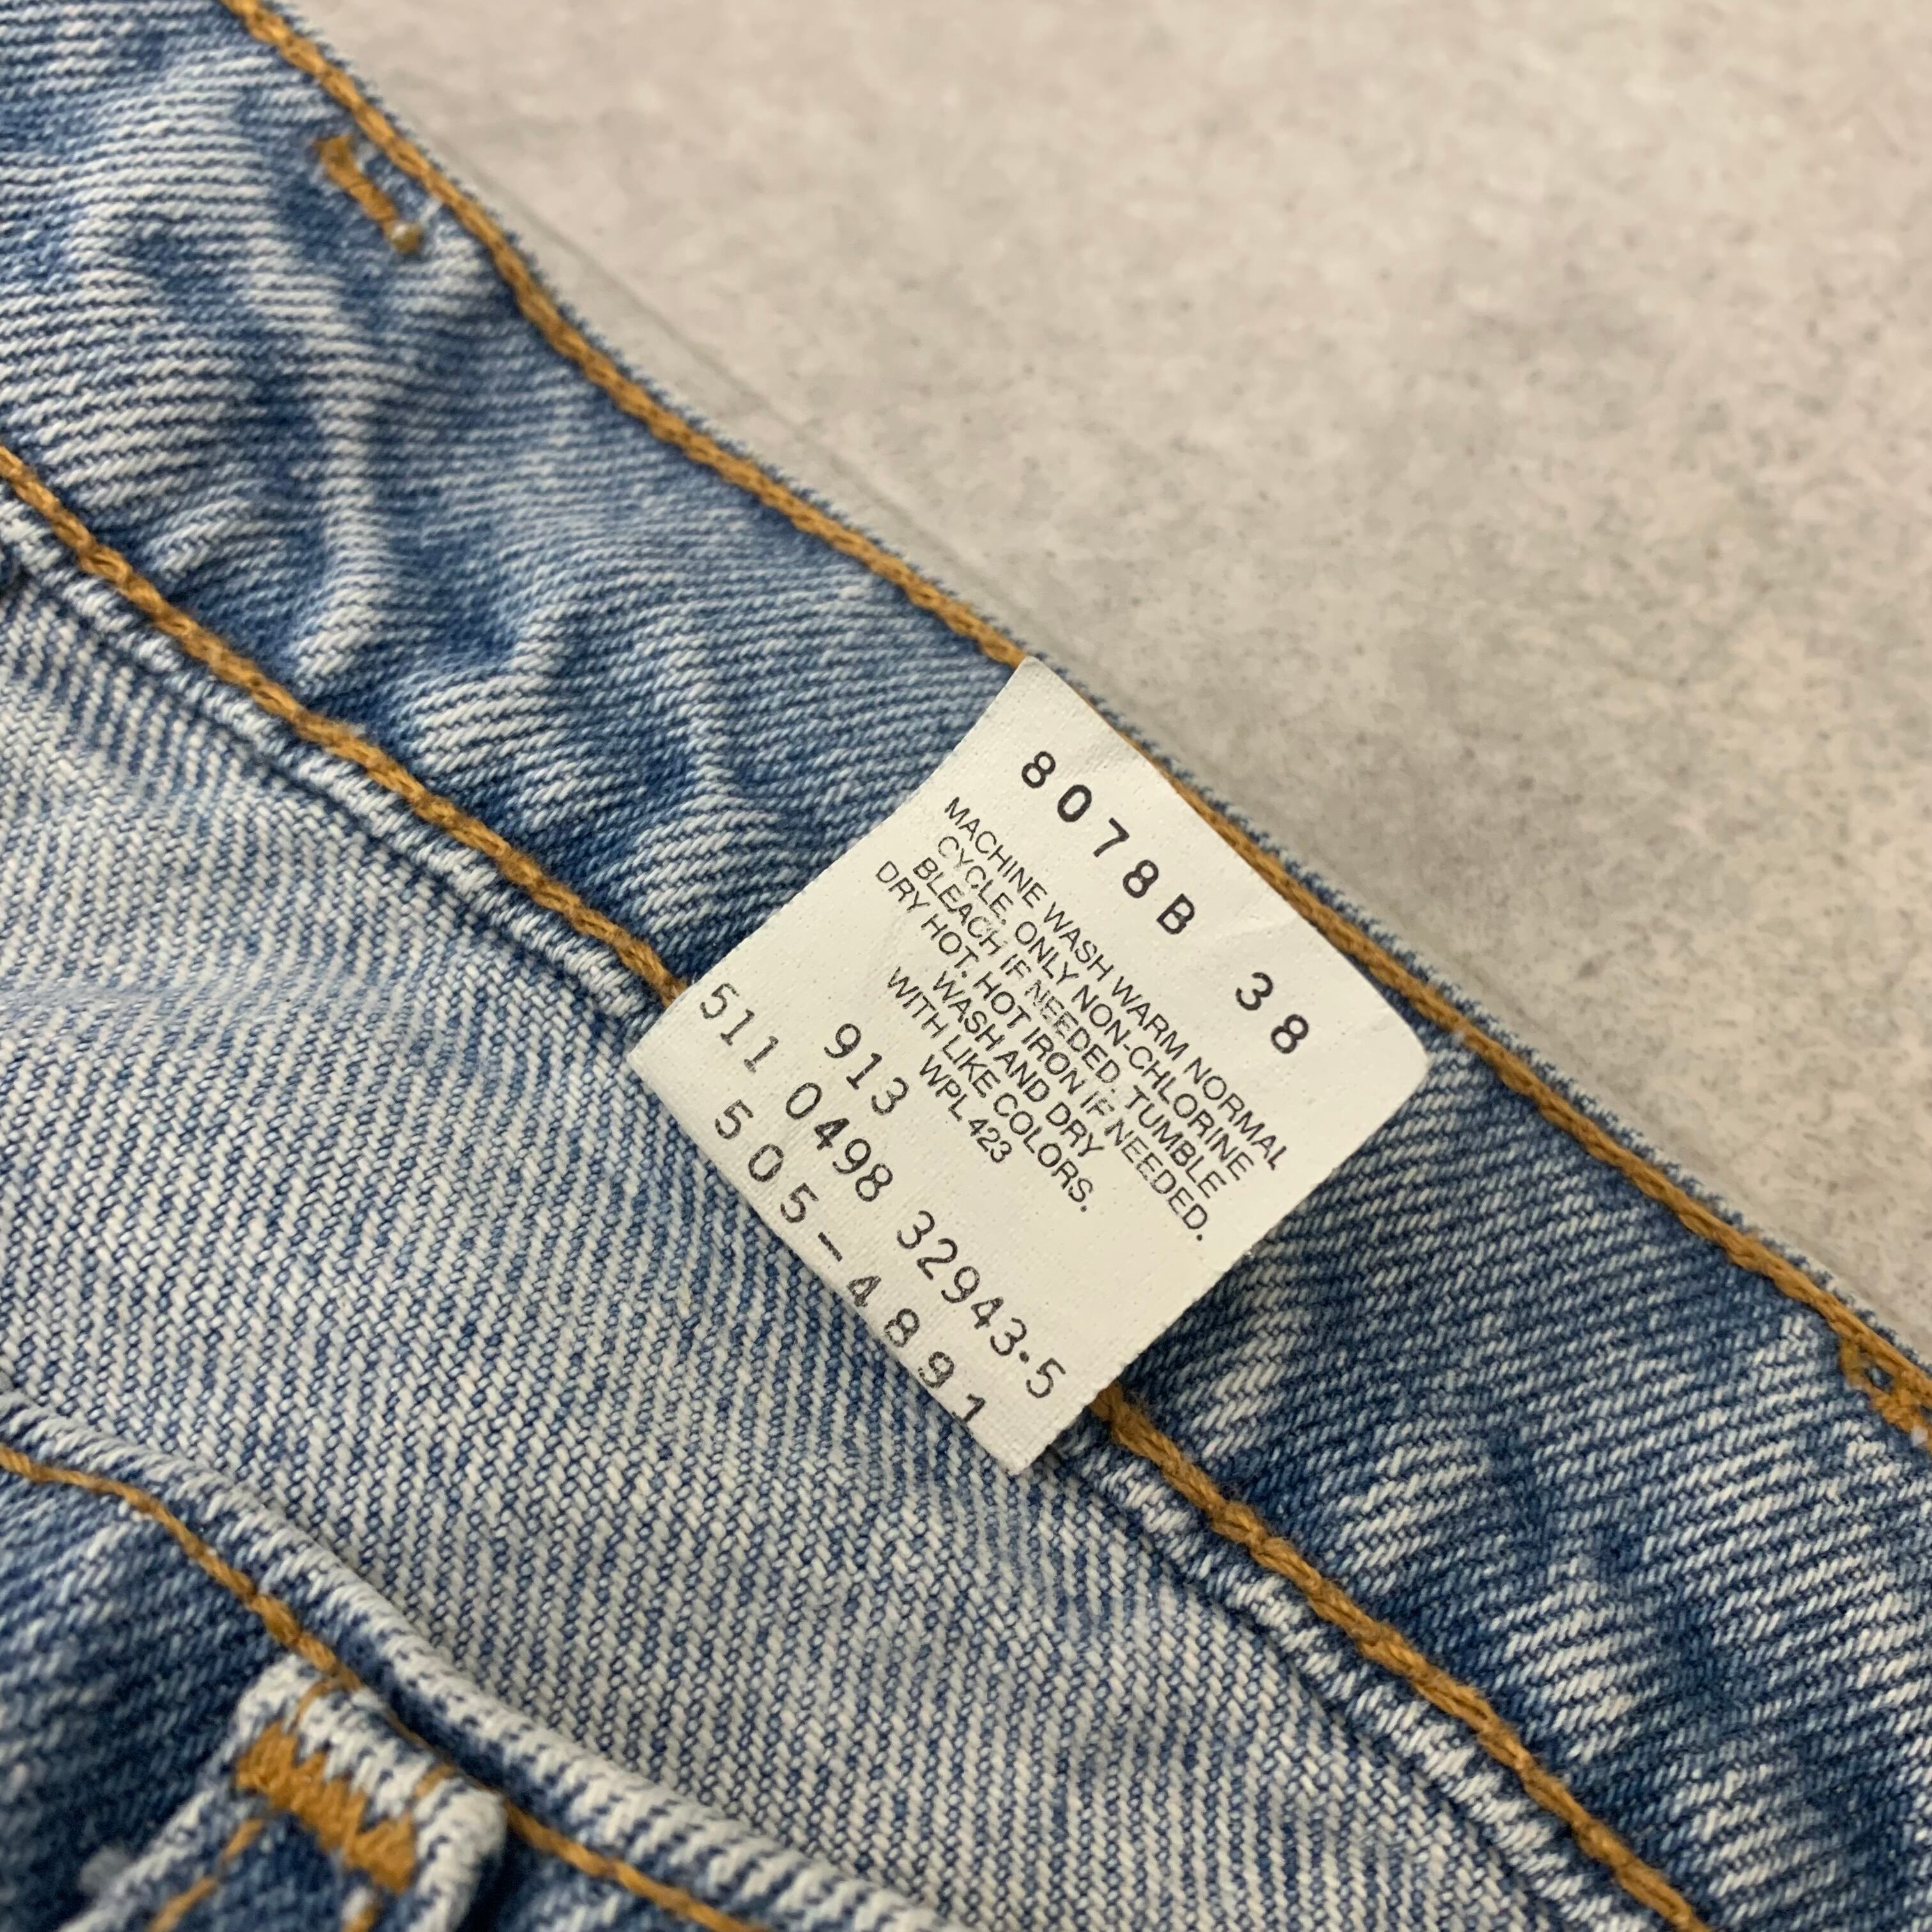 8078B 38
MACHINE WASH WARM NORMAL
CYCLE. ONLY NON-CHLORINE
BLEACH IF NEEDED. TUMBLE
DRY HOT. HOT IRON IF NEEDED.
WASH AND DRY
WITH LIKE COLORS.
WPL 423
913
511 0498 32943·5
505-4891